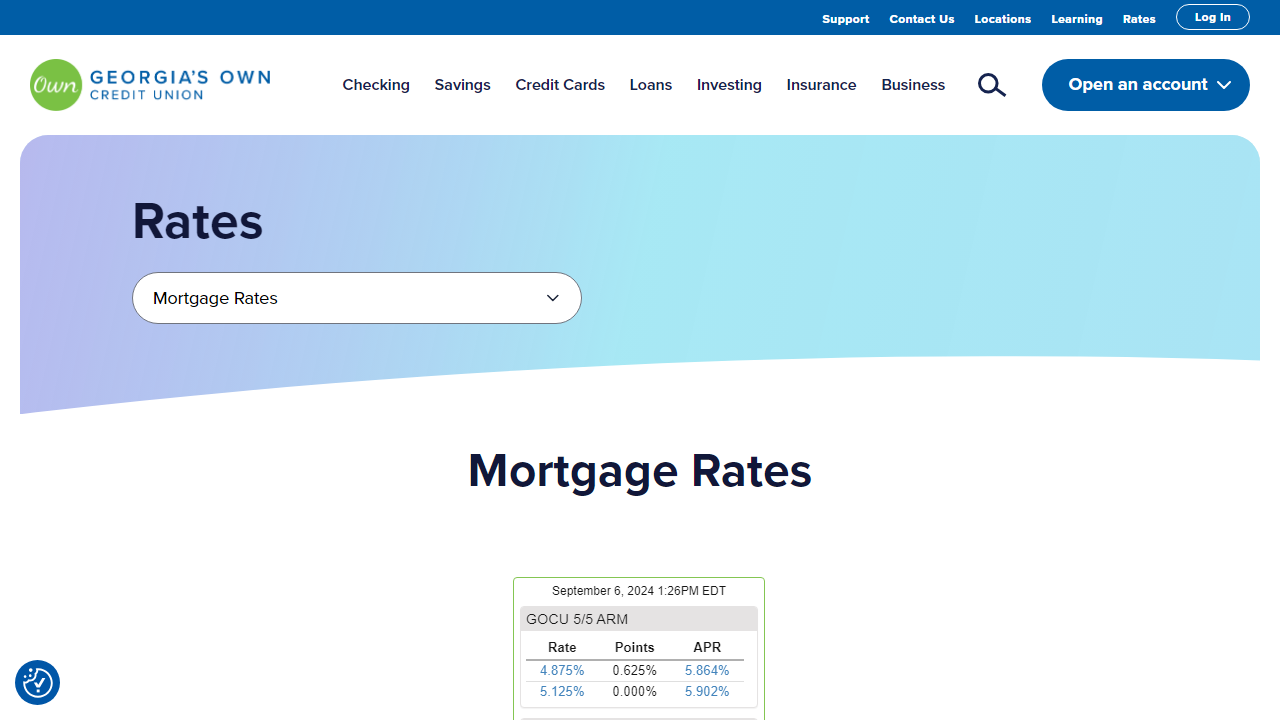 Support Contact Us Locations Learning Rates Log In
Own GEORGIA'S OWN
CREDIT UNION
Checking Savings Credit Cards Loans Investing Insurance Business Open an account
Rates
Mortgage Rates
Mortgage Rates
September 6, 2024 1:26PM EDT
GOCU 5/5 ARM
Rate Points APR
4.875% 0.625% 5.864%
5.125% 0.000% 5.902%